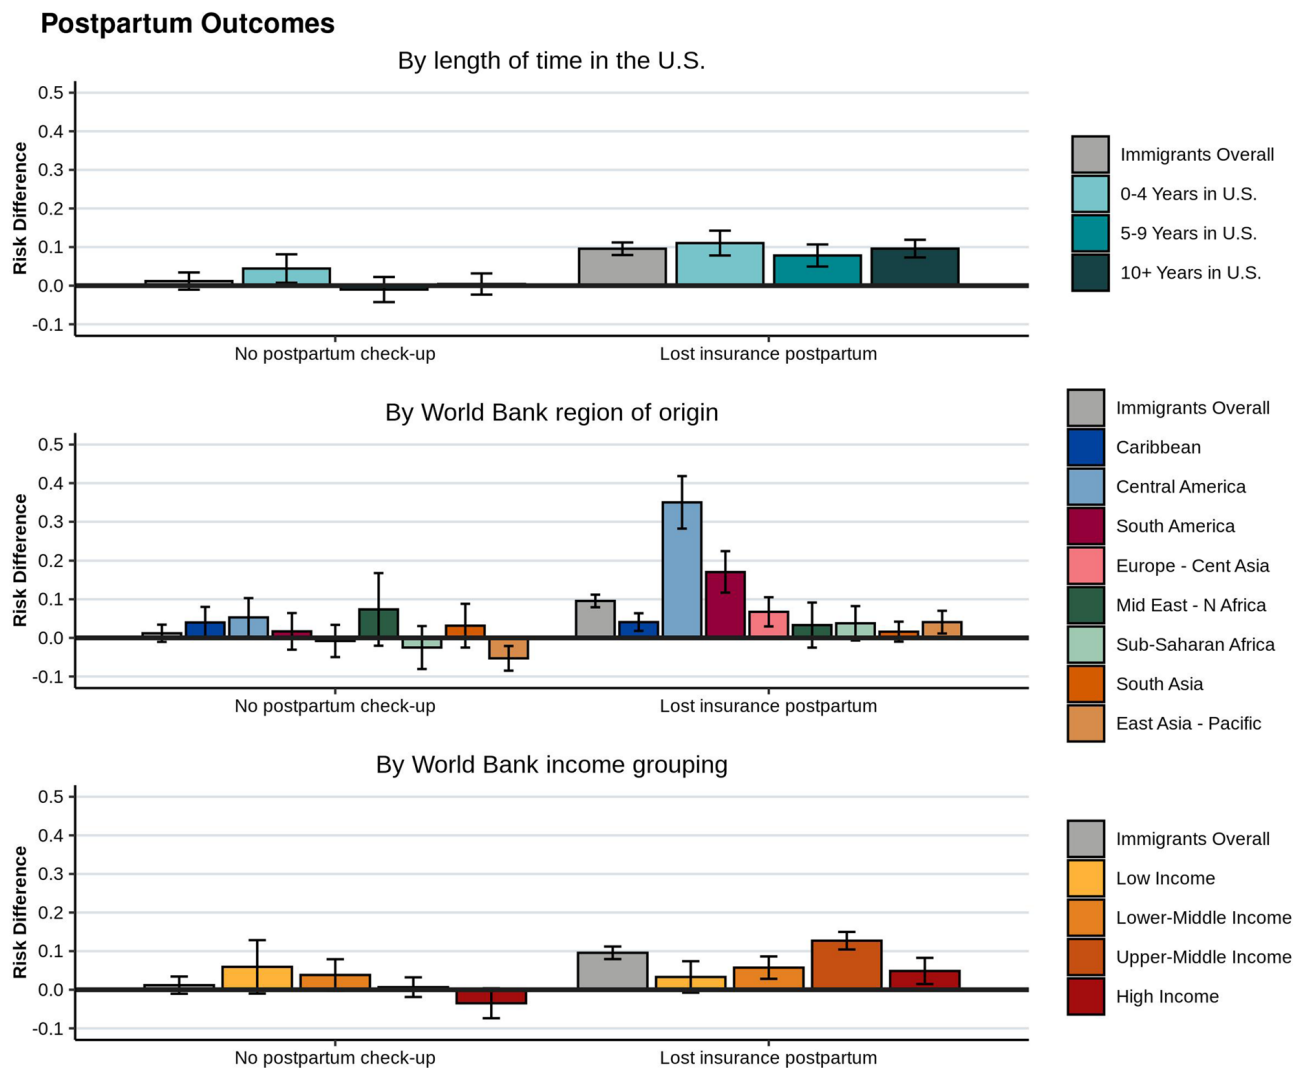 Postpartum Outcomes
By length of time in the U.S.
Risk Difference
0.5
0.4
0.3
0.2
0.1
0.0
-0.1
No postpartum check-up
Lost insurance postpartum
Immigrants Overall
0-4 Years in U.S.
5-9 Years in U.S.
10+ Years in U.S.
By World Bank region of origin
Risk Difference
0.5
0.4
0.3
0.2
0.1
0.0
-0.1
No postpartum check-up
Lost insurance postpartum
Immigrants Overall
Caribbean
Central America
South America
Europe - Cent Asia
Mid East - N Africa
Sub-Saharan Africa
South Asia
East Asia - Pacific
By World Bank income grouping
Risk Difference
0.5
0.4
0.3
0.2
0.1
0.0
-0.1
No postpartum check-up
Lost insurance postpartum
Immigrants Overall
Low Income
Lower-Middle Income
Upper-Middle Income
High Income